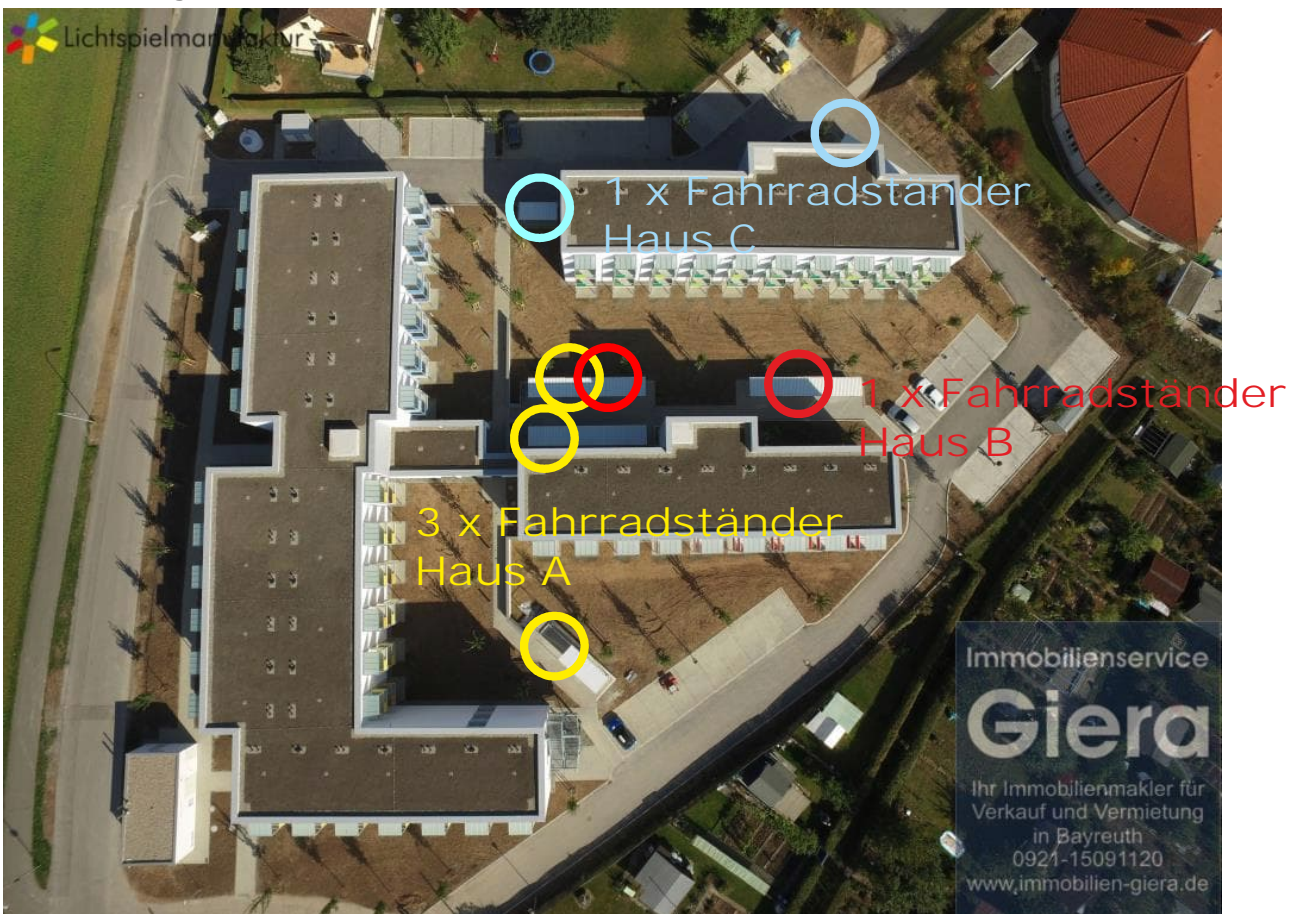 Lichtspielmanufaktur
1 x Fahrradständer
Haus C
1 x Fahrradständer
Haus B
3 x Fahrradständer
Haus A
Immobilienservice
Giera
Ihr Immobilienmakler für
Verkauf und Vermietung
in Bayreuth
0921-15091120
www.immobilien-giera.de